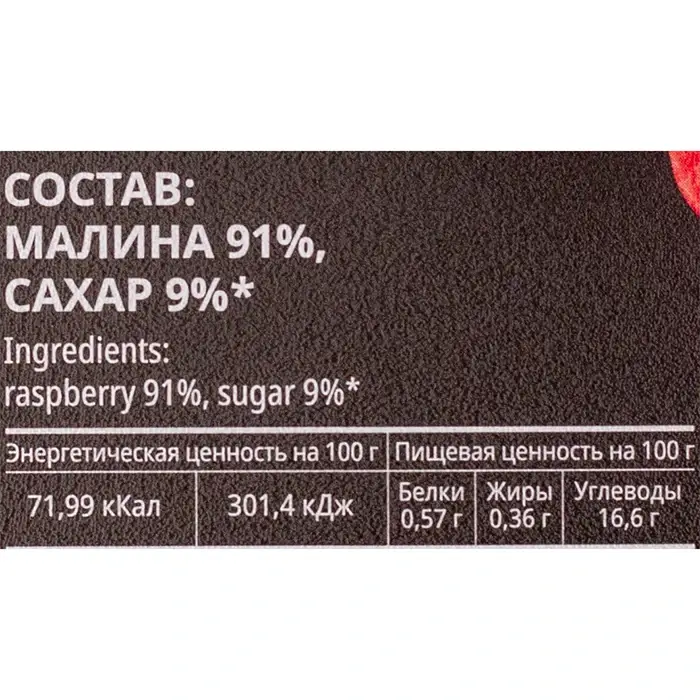 СОСТАВ:
МАЛИНА 91%,
САХАР 9%*
Ingredients:
raspberry 91%, sugar 9%*
Энергетическая ценность на 100 г Пищевая ценность на 100 г
71,99 кКал 301,4 кДж Белки 0,57 г Жиры 0,36 г Углеводы 16,6 г